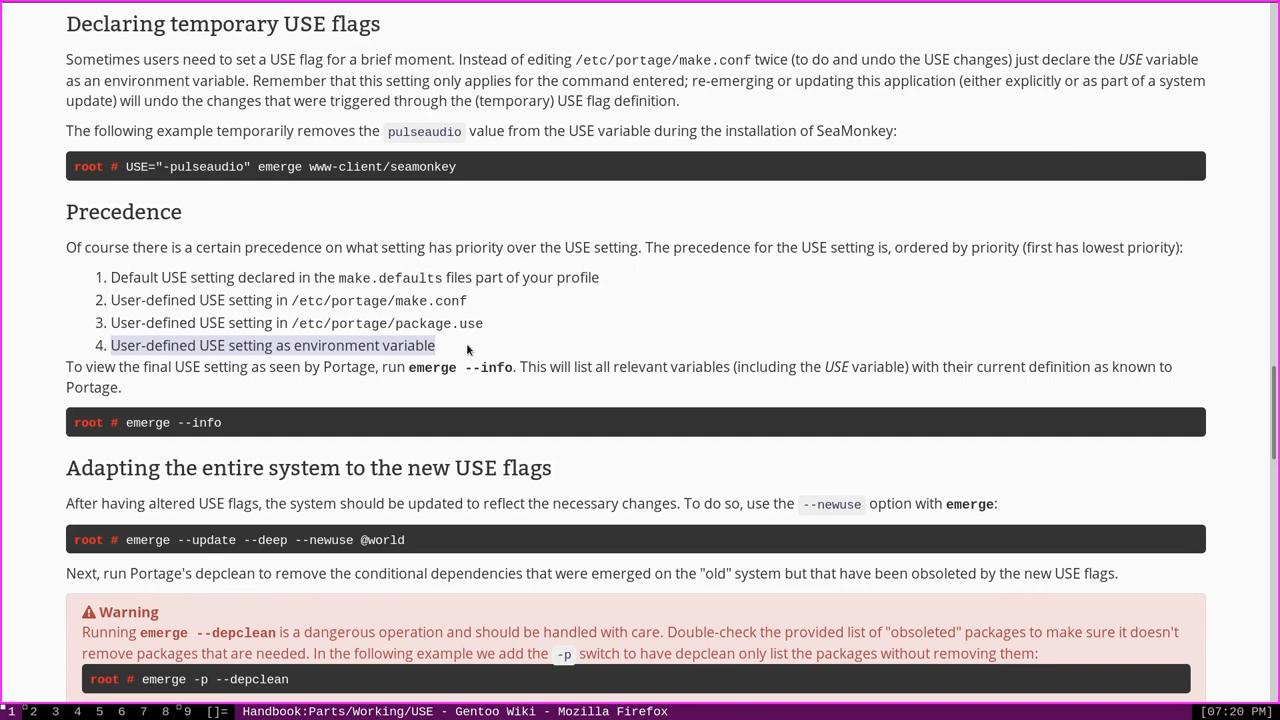 Declaring temporary USE flags
Sometimes users need to set a USE flag for a brief moment. Instead of editing /etc/portage/make.conf twice (to do and undo the USE changes) just declare the USE variable
as an environment variable. Remember that this setting only applies for the command entered; re-emerging or updating this application (either explicitly or as part of a system
update) will undo the changes that were triggered through the (temporary) USE flag definition.
The following example temporarily removes the pulseaudio value from the USE variable during the installation of SeaMonkey:
root # USE="-pulseaudio" emerge www-client/seamonkey
Precedence
Of course there is a certain precedence on what setting has priority over the USE setting. The precedence for the USE setting is, ordered by priority (first has lowest priority):
1. Default USE setting declared in the make.defaults files part of your profile
2. User-defined USE setting in /etc/portage/make.conf
3. User-defined USE setting in /etc/portage/package.use
4. User-defined USE setting as environment variable
To view the final USE setting as seen by Portage, run emerge --info. This will list all relevant variables (including the USE variable) with their current definition as known to
Portage.
root # emerge --info
Adapting the entire system to the new USE flags
After having altered USE flags, the system should be updated to reflect the necessary changes. To do so, use the --newuse option with emerge:
root # emerge --update --deep --newuse @world
Next, run Portage's depclean to remove the conditional dependencies that were emerged on the "old" system but that have been obsoleted by the new USE flags.
Warning
Running emerge --depclean is a dangerous operation and should be handled with care. Double-check the provided list of "obsoleted" packages to make sure it doesn't
remove packages that are needed. In the following example we add the -p switch to have depclean only list the packages without removing them:
root # emerge -p --depclean
1 2 3 4 5 6 7 8 9 []= Handbook:Parts/Working/USE - Gentoo Wiki - Mozilla Firefox [07:20 PM]